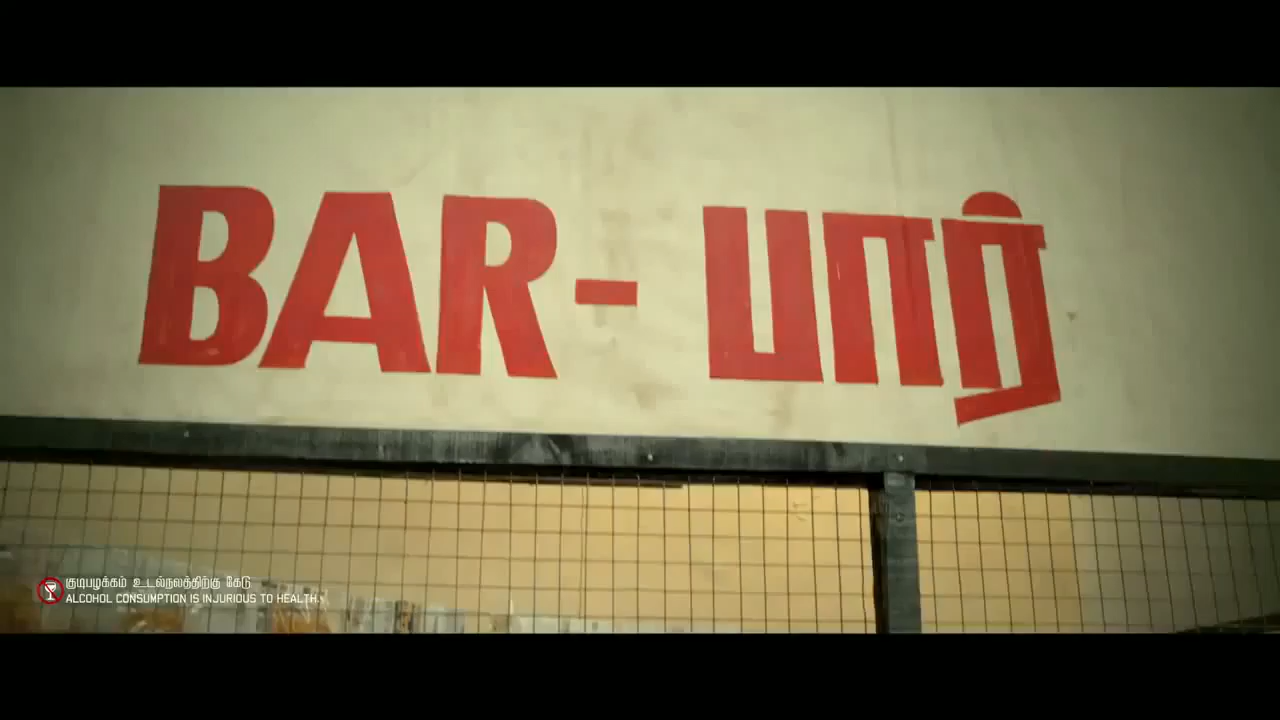 BAR - பார்
குடிபழக்கம் உடல்நலத்திற்கு கேடு
ALCOHOL CONSUMPTION IS INJURIOUS TO HEALTH.